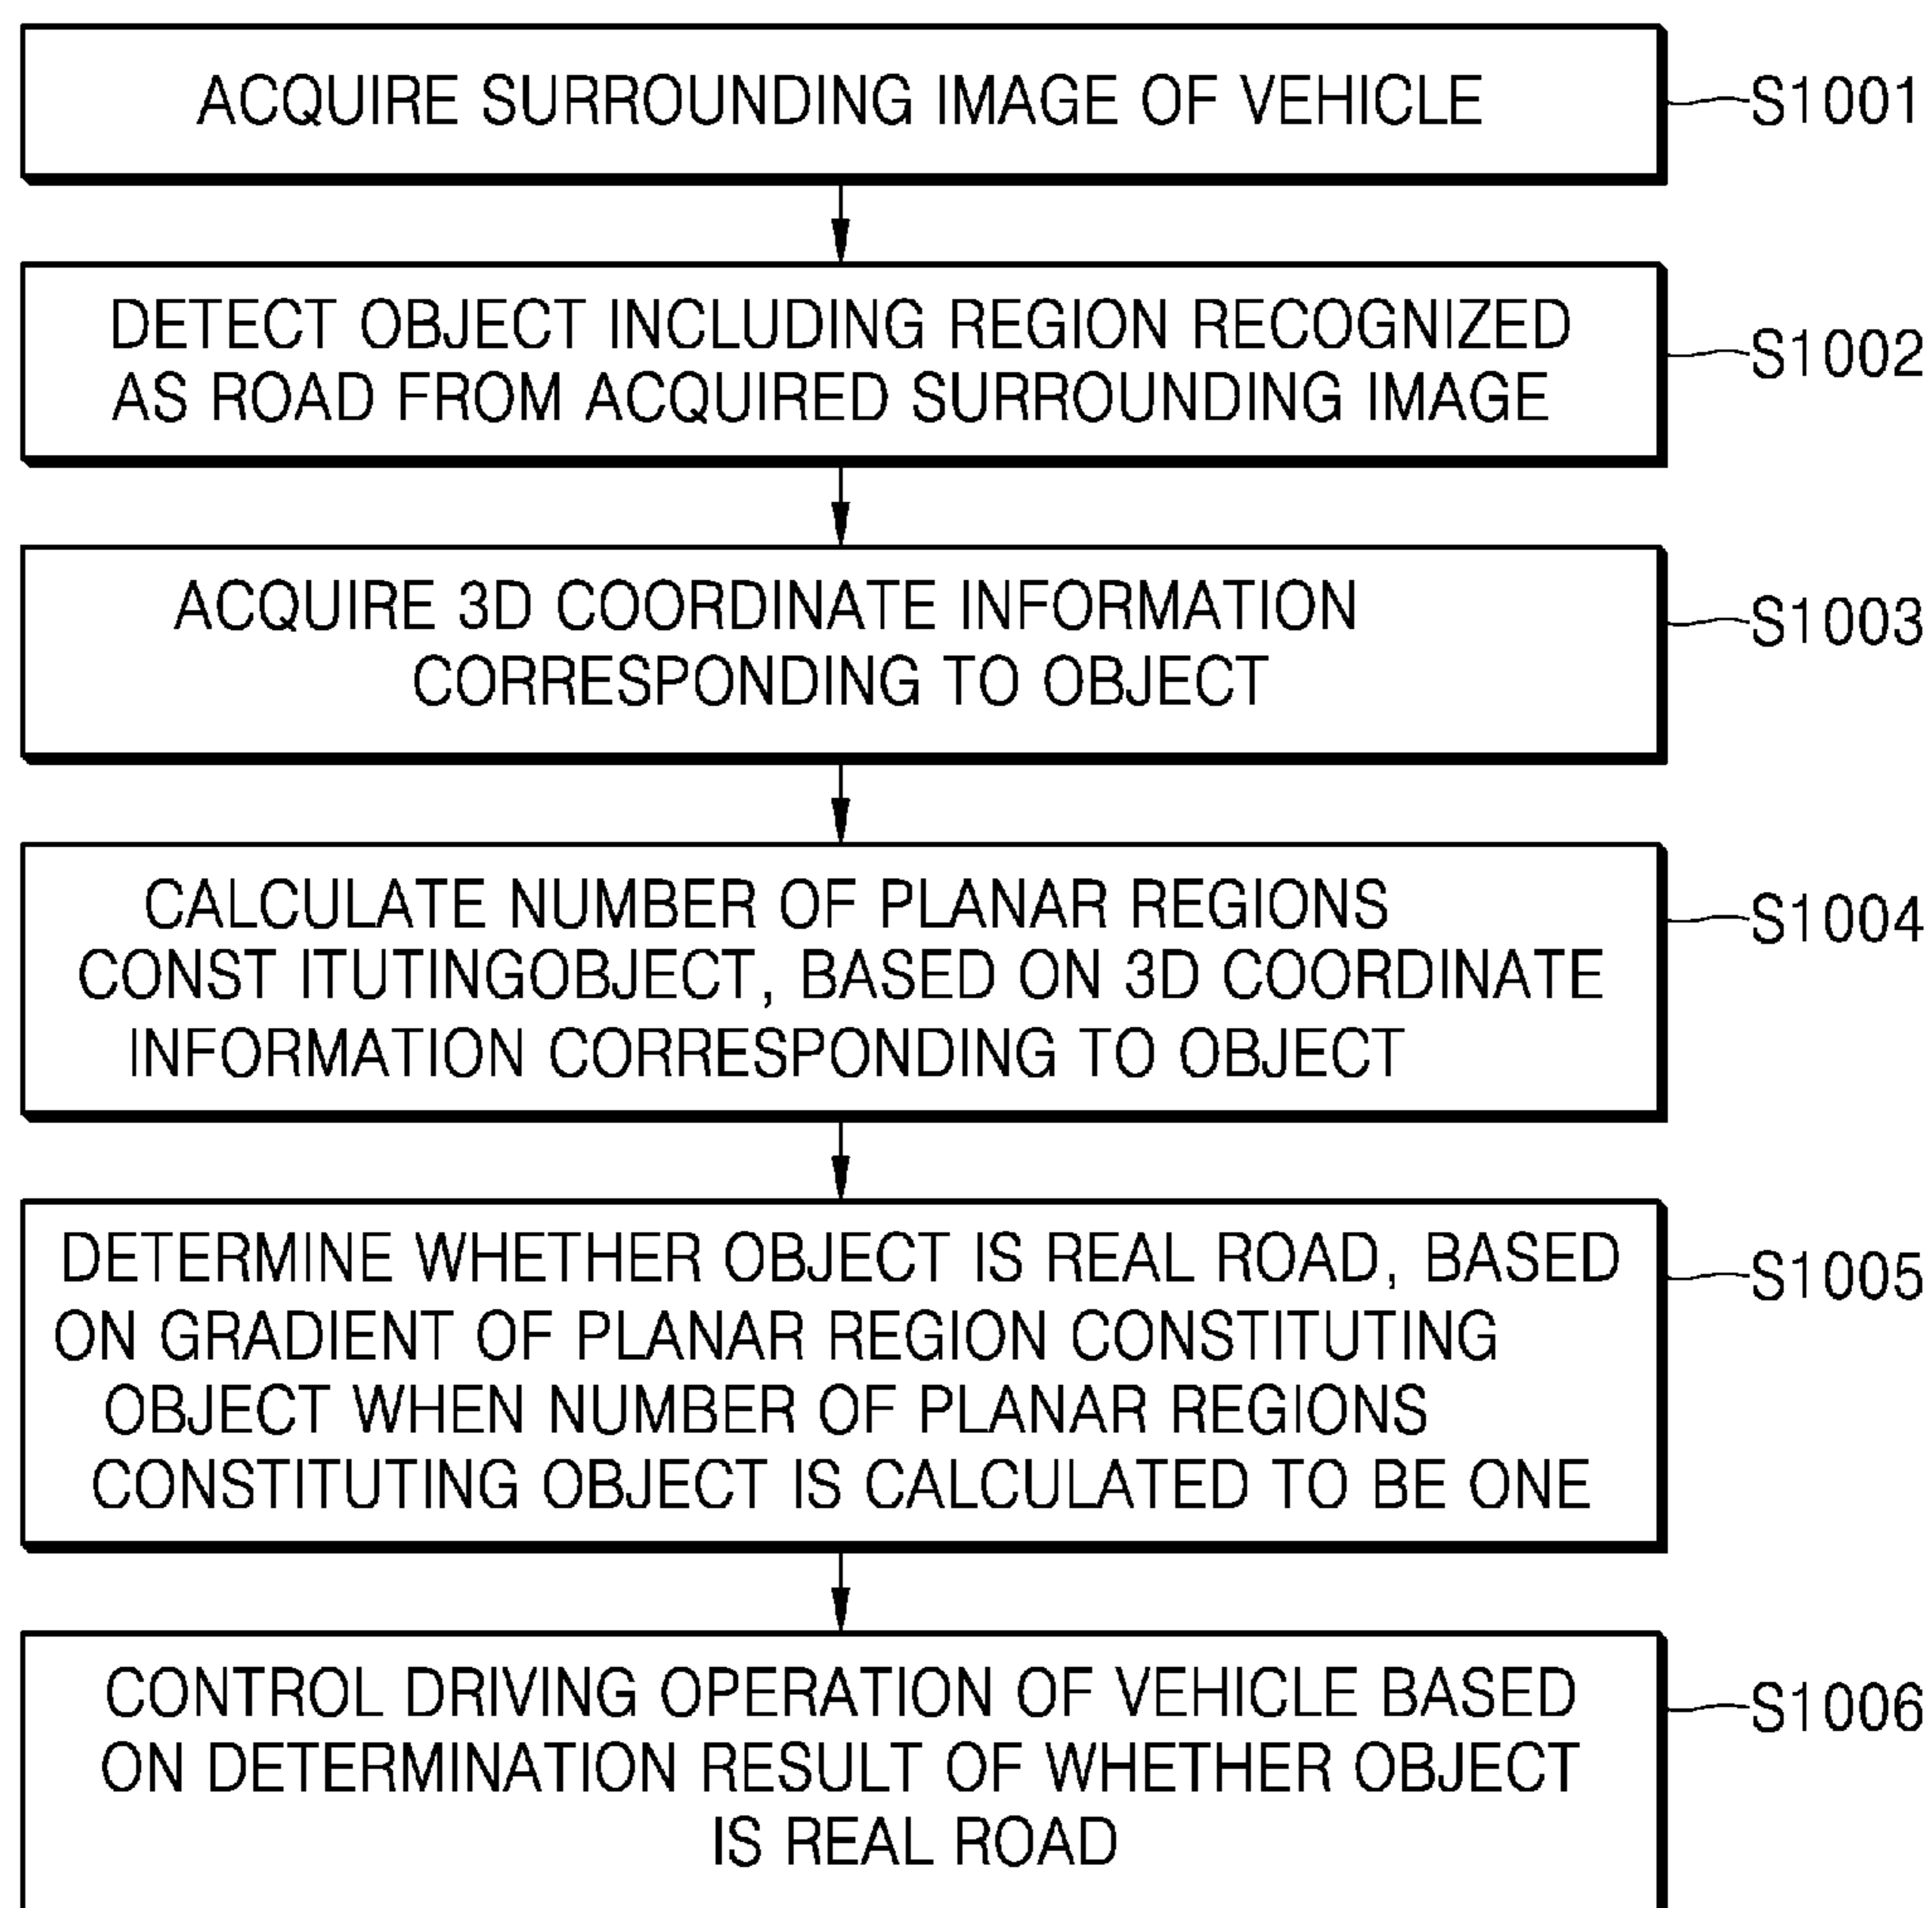 ACQUIRE SURROUNDING IMAGE OF VEHICLE
S1001
DETECT OBJECT INCLUDING REGION RECOGNIZED
AS ROAD FROM ACQUIRED SURROUNDING IMAGE
S1002
ACQUIRE 3D COORDINATE INFORMATION
CORRESPONDING TO OBJECT
S1003
CALCULATE NUMBER OF PLANAR REGIONS
CONST ITUTINGOBJECT, BASED ON 3D COORDINATE
INFORMATION CORRESPONDING TO OBJECT
S1004
DETERMINE WHETHER OBJECT IS REAL ROAD, BASED
ON GRADIENT OF PLANAR REGION CONSTITUTING
OBJECT WHEN NUMBER OF PLANAR REGIONS
CONSTITUTING OBJECT IS CALCULATED TO BE ONE
S1005
CONTROL DRIVING OPERATION OF VEHICLE BASED
ON DETERMINATION RESULT OF WHETHER OBJECT
IS REAL ROAD
S1006